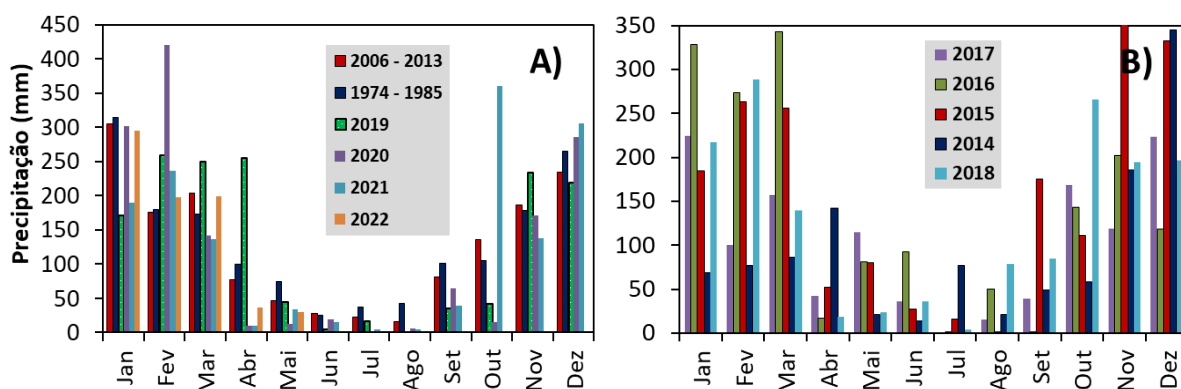 Precipitação (mm)
450
400
350
300
250
200
150
100
50
0
A)
2006 - 2013
1974 - 1985
2019
2020
2021
2022
Jan
Fev
Mar
Abr
Mai
Jun
Jul
Ago
Set
Out
Nov
Dez
350
300
250
200
150
100
50
0
B)
2017
2016
2015
2014
2018
Jan
Fev
Mar
Abr
Mai
Jun
Jul
Ago
Set
Out
Nov
Dez